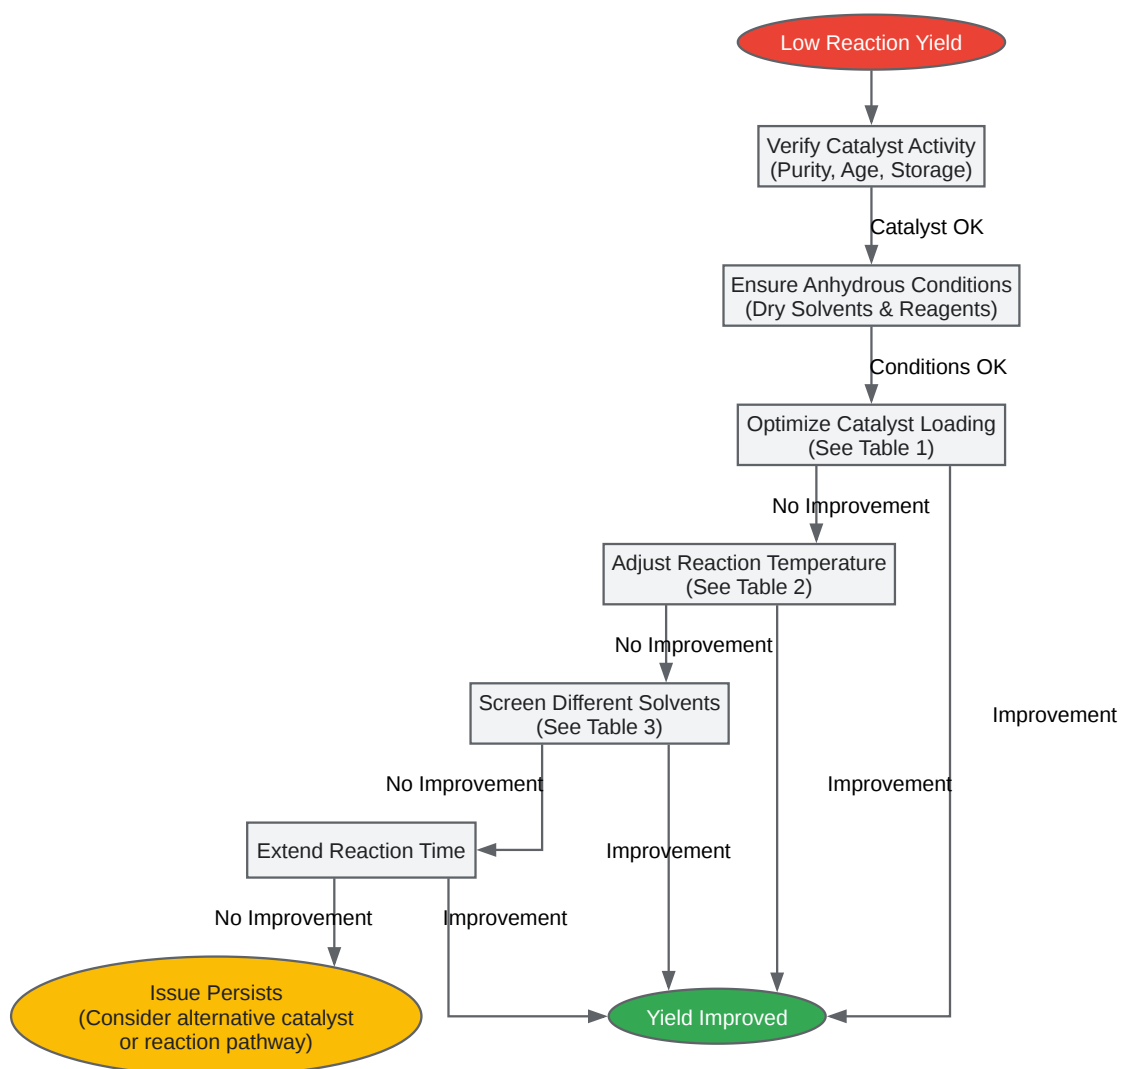 Low Reaction Yield
Verify Catalyst Activity
(Purity, Age, Storage)
Catalyst OK
Ensure Anhydrous Conditions
(Dry Solvents & Reagents)
Conditions OK
Optimize Catalyst Loading
(See Table 1)
No Improvement
Adjust Reaction Temperature
(See Table 2)
No Improvement
Screen Different Solvents
(See Table 3)
Improvement
No Improvement
Improvement
Extend Reaction Time
Improvement
No Improvement
Improvement
Issue Persists
(Consider alternative catalyst
or reaction pathway)
Yield Improved